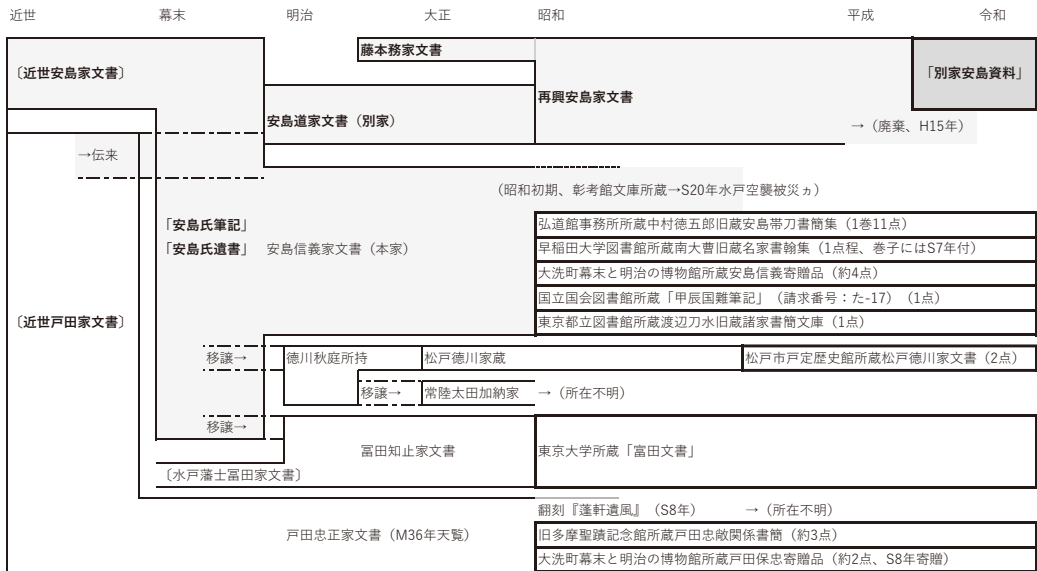 近世 幕末 明治 大正 昭和 平成 令和
藤本務家文書
〔近世安島家文書〕
「別家安島資料」
再興安島家文書
安島道家文書（別家）
→（廃棄、H15年）
→伝来
（昭和初期、彰考館文庫所蔵→S20年水戸空襲被災ヵ）
「安島氏筆記」
弘道館事務所所蔵中村徳五郎旧蔵安島帯刀書簡集（1巻11点）
「安島氏遺書」 安島信義家文書（本家）
早稲田大学図書館所蔵南大曹旧蔵名家書翰集（1点程、巻子にはS7年付）
大洗町幕末と明治の博物館所蔵安島信義寄贈品（約4点）
国立国会図書館所蔵「甲辰国難筆記」（請求番号：た-17）（1点）
〔近世戸田家文書〕
東京都立図書館所蔵渡辺刀水旧蔵諸家書簡文庫（1点）
移譲→ 徳川秋庭所持 松戸徳川家蔵 松戸市戸定歴史館所蔵松戸徳川家文書（2点）
移譲→ 常陸太田加納家 →（所在不明）
移譲→
冨田知止家文書 東京大学所蔵「冨田文書」
〔水戸藩士冨田家文書〕
翻刻『蓬軒遺風』（S8年） →（所在不明）
戸田忠正家文書（M36年天覧） 旧多摩聖蹟記念館所蔵戸田忠敞関係書簡（約3点）
大洗町幕末と明治の博物館所蔵戸田保忠寄贈品（約2点、S8年寄贈）